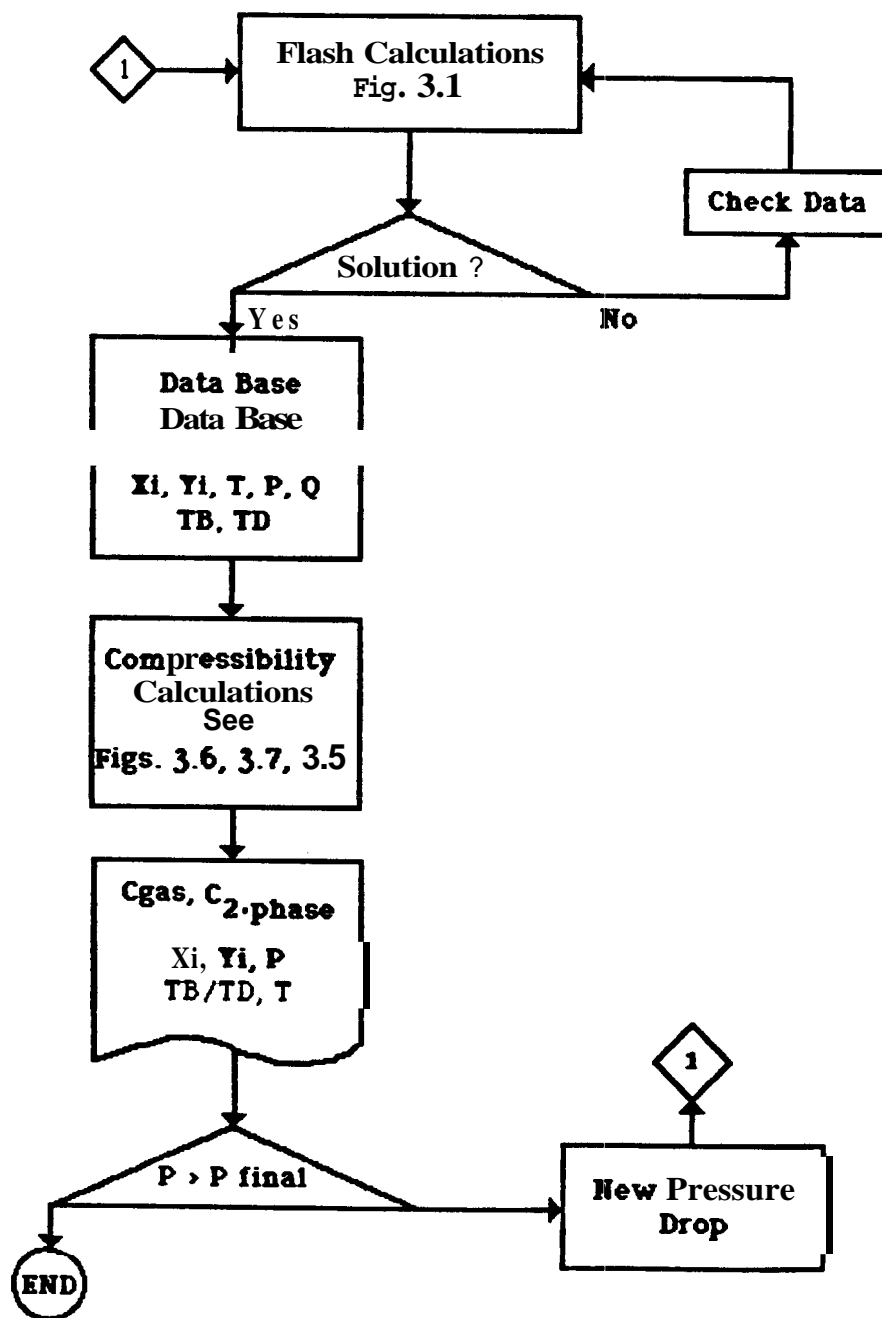 1
Flash Calculations
Fig. 3.1
Check Data
Solution ?
Yes
No
Data Base
Data Base
Xi, Yi, T, P, Q
TB, TD
Compressibility
Calculations
See
Figs. 3.6, 3.7, 3.5
Cgas, C2.phase
Xi, Yi, P
TB/TD, T
1
P > P final
New Pressure
Drop
END